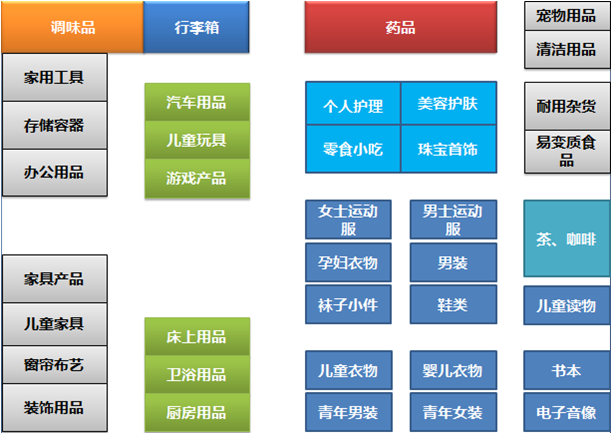 调味品
行李箱
药品
宠物用品
清洁用品
家用工具
存储容器
办公用品
汽车用品
儿童玩具
游戏产品
个人护理
美容护肤
零食小吃
珠宝首饰
耐用杂货
易变质食
品
女士运动
服
男士运动
服
孕妇衣物
男装
袜子小件
鞋类
茶、咖啡
儿童读物
家具产品
儿童家具
窗帘布艺
装饰用品
床上用品
卫浴用品
厨房用品
儿童衣物
婴儿衣物
青年男装
青年女装
书本
电子音像